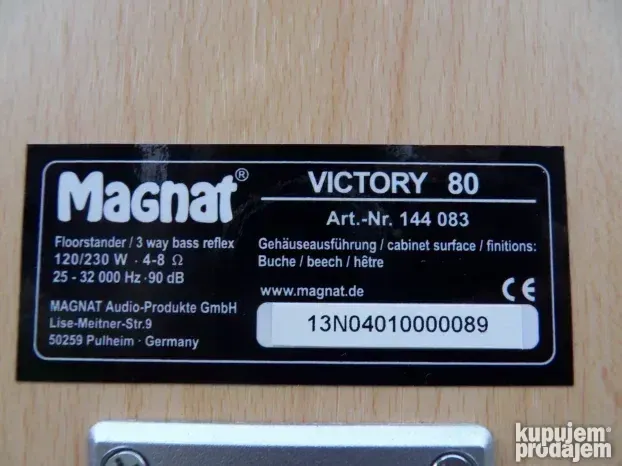 Magnat®
Floorstander / 3 way bass reflex
120/230 W · 4-8 Ω
25 - 32 000 Hz · 90 dB
MAGNAT Audio-Produkte GmbH
Lise-Meitner-Str.9
50259 Pulheim · Germany
VICTORY 80
Art.-Nr. 144 083
Gehäuseausführung / cabinet surface / finitions:
Buche / beech / hêtre
www.magnat.de
CE
13N04010000089
kupujem
prodajem